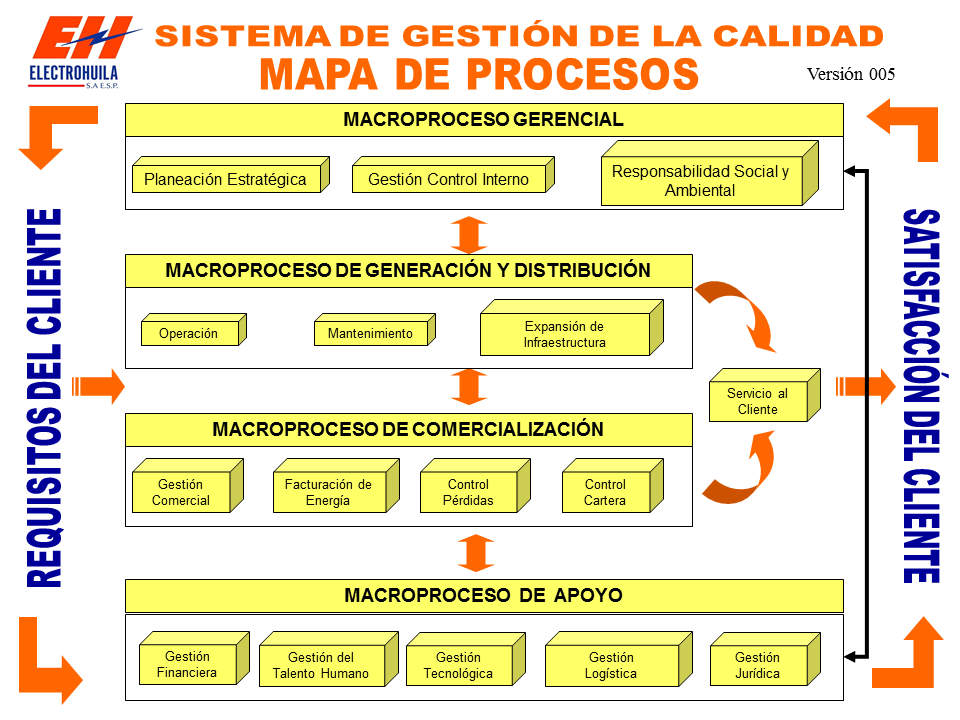 EH
ELECTROHUILA
S.A E.S.P.
SISTEMA DE GESTIÓN DE LA CALIDAD
MAPA DE PROCESOS
Versión 005
REQUISITOS DEL CLIENTE
MACROPROCESO GERENCIAL
Planeación Estratégica
Gestión Control Interno
Responsabilidad Social y
Ambiental
MACROPROCESO DE GENERACIÓN Y DISTRIBUCIÓN
Operación
Mantenimiento
Expansión de
Infraestructura
Servicio al
Cliente
MACROPROCESO DE COMERCIALIZACIÓN
Gestión
Comercial
Facturación de
Energía
Control
Pérdidas
Control
Cartera
MACROPROCESO DE APOYO
Gestión
Financiera
Gestión del
Talento Humano
Gestión
Tecnológica
Gestión
Logística
Gestión
Jurídica
SATISFACCIÓN DEL CLIENTE